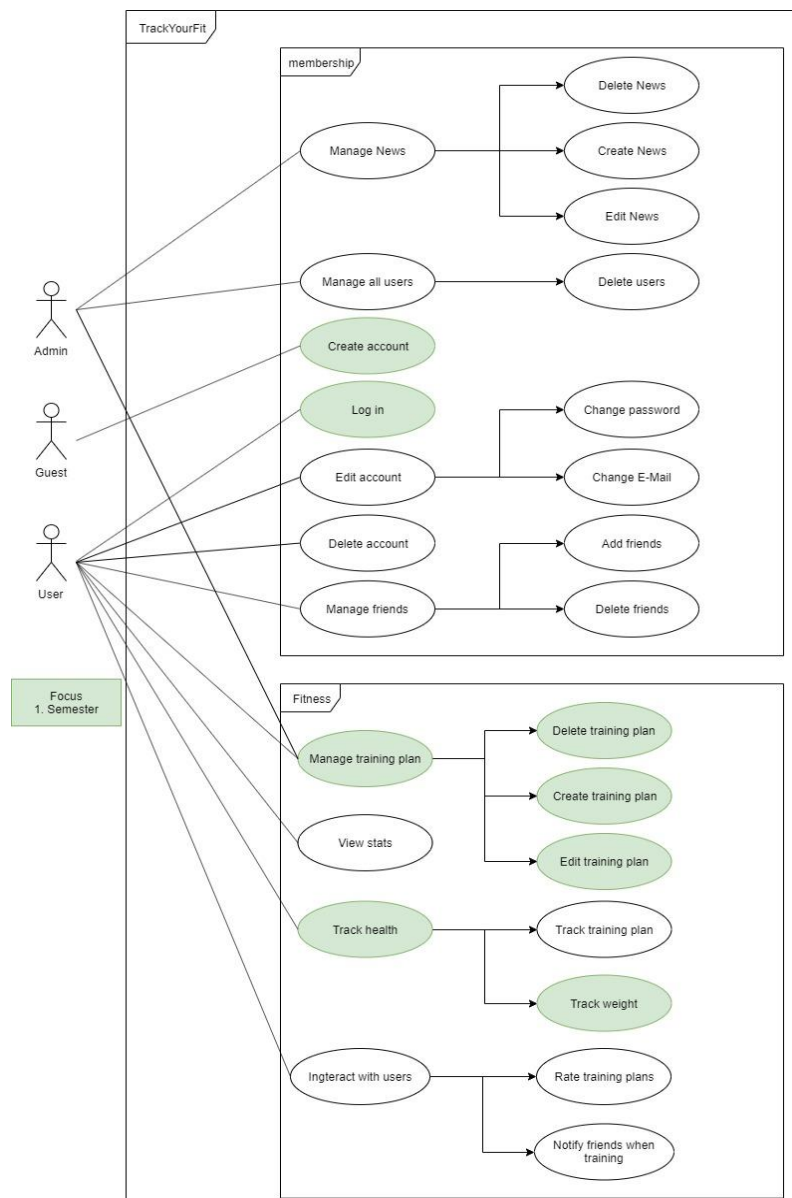 TrackYourFit
membership
Delete News
Manage News
Create News
Edit News
Manage all users
Delete users
Admin
Create account
Log in
Change password
Guest
Edit account
Change E-Mail
Delete account
Add friends
User
Manage friends
Delete friends
Focus
1. Semester
Fitness
Delete training plan
Manage training plan
Create training plan
View stats
Edit training plan
Track health
Track training plan
Track weight
Ingteract with users
Rate training plans
Notify friends when
training